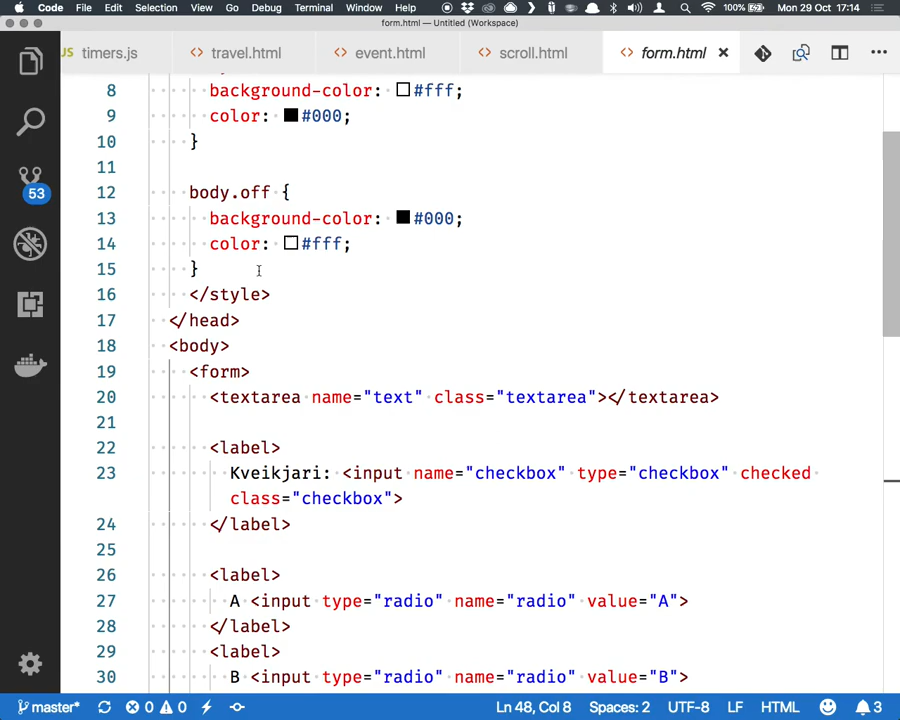 Code File Edit Selection View Go Debug Terminal Window Help 100% Mon 29 Oct 17:14
form.html — Untitled (Workspace)
JS timers.js <> travel.html <> event.html <> scroll.html <> form.html
8 background-color: #fff;
9 color: #000;
10 }
11
12 body.off {
13 background-color: #000;
14 color: #fff;
15 }
16 </style>
17 </head>
18 <body>
19 <form>
20 <textarea name="text" class="textarea"></textarea>
21
22 <label>
23 Kveikjari: <input name="checkbox" type="checkbox" checked
class="checkbox">
24 </label>
25
26 <label>
27 A <input type="radio" name="radio" value="A">
28 </label>
29 <label>
30 B <input type="radio" name="radio" value="B">
53
master* 0 0 Ln 48, Col 8 Spaces: 2 UTF-8 LF HTML 3